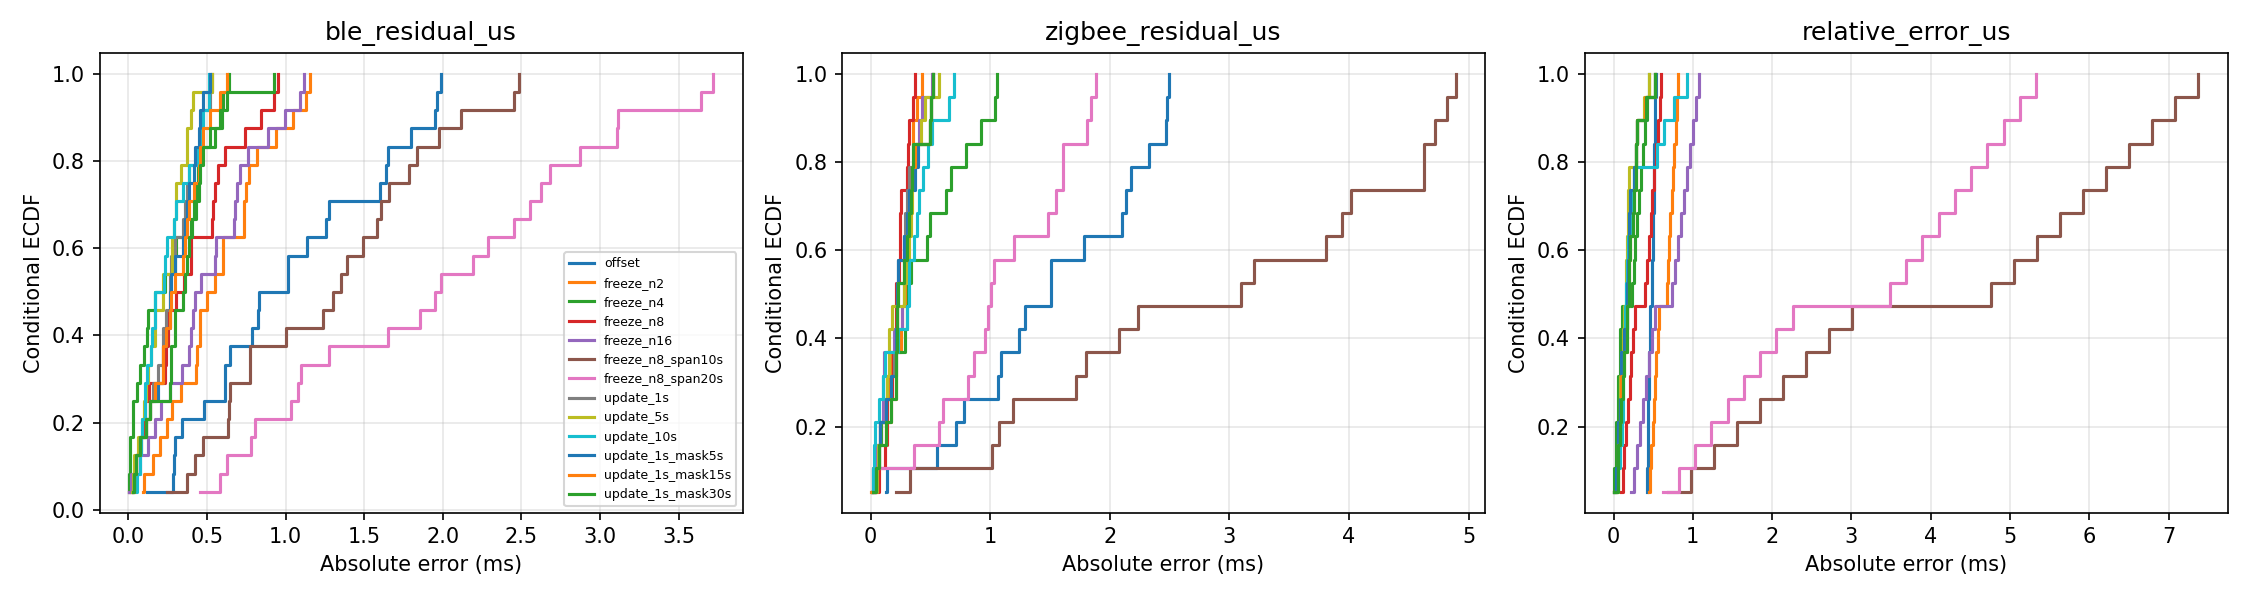 ble_residual_us
zigbee_residual_us
relative_error_us
Conditional ECDF
1.0
0.8
0.6
0.4
0.2
0.0
0.0
0.5
1.0
1.5
2.0
2.5
3.0
3.5
Absolute error (ms)
offset
freeze_n2
freeze_n4
freeze_n8
freeze_n16
freeze_n8_span10s
freeze_n8_span20s
update_1s
update_5s
update_10s
update_1s_mask5s
update_1s_mask15s
update_1s_mask30s
Conditional ECDF
1.0
0.8
0.6
0.4
0.2
0
1
2
3
4
5
Absolute error (ms)
Conditional ECDF
1.0
0.8
0.6
0.4
0.2
0
1
2
3
4
5
6
7
Absolute error (ms)